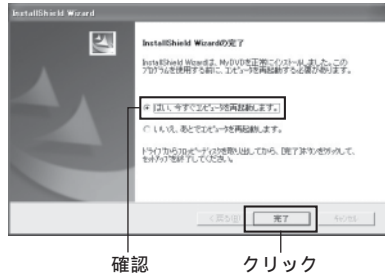 InstallShield Wizard
InstallShield Wizardの完了
InstallShield Wizardは、MyDVDを正常にインストールしました。この
プログラムを使用する前に、コンピュータを再起動する必要があります。
はい、今すぐコンピュータを再起動します。
いいえ、あとでコンピュータを再起動します。
ドライブからフロッピーディスクを取り出してから、[完了]ボタンをクリックして、
セットアップを終了してください。
< 戻る(B) 完了 キャンセル
確認 クリック